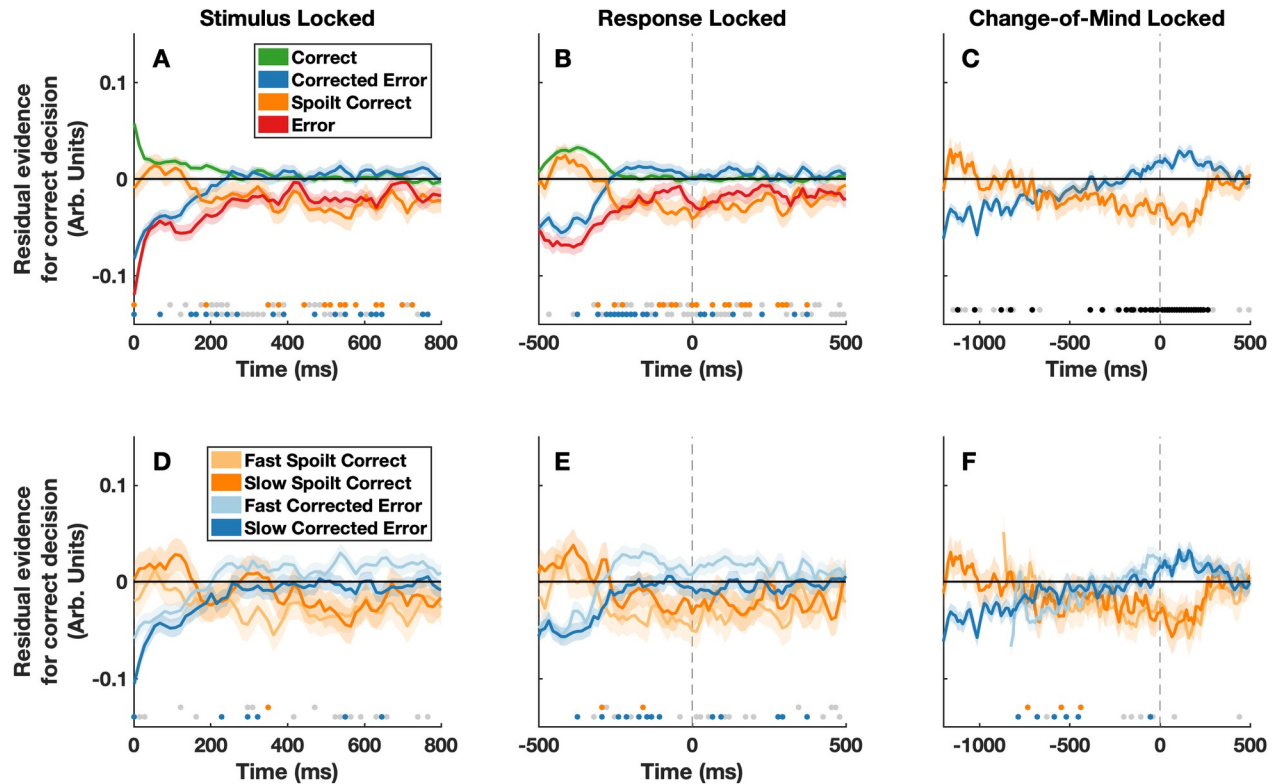 Stimulus Locked
Response Locked
Change-of-Mind Locked
A
B
C
Correct
Corrected Error
Spoilt Correct
Error
Residual evidence
for correct decision
(Arb. Units)
0.1
0
-0.1
0 200 400 600 800
-500 0 500
-1000 -500 0 500
Time (ms)
Time (ms)
Time (ms)
D
E
F
Fast Spoilt Correct
Slow Spoilt Correct
Fast Corrected Error
Slow Corrected Error
Residual evidence
for correct decision
(Arb. Units)
0.1
0
-0.1
0 200 400 600 800
-500 0 500
-1000 -500 0 500
Time (ms)
Time (ms)
Time (ms)